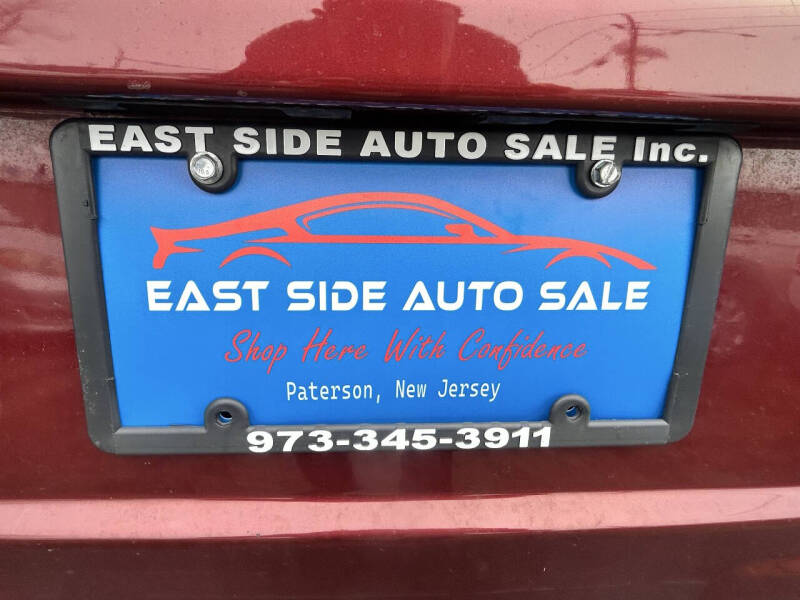 EAST SIDE AUTO SALE Inc.
EAST SIDE AUTO SALE
Shop Here With Confidence
Paterson, New Jersey
973-345-3911